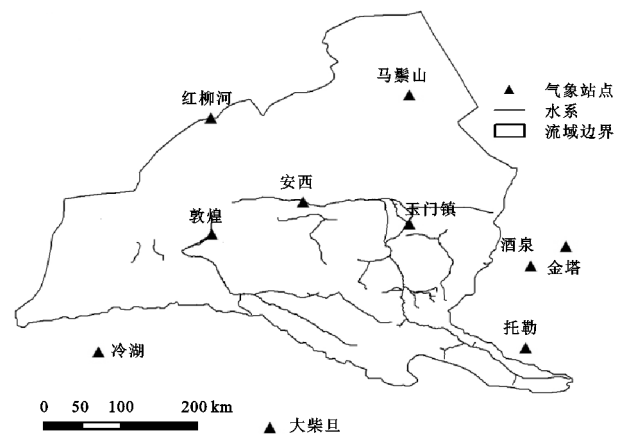 马鬃山
红柳河
气象站点
水系
流域边界
安西
敦煌
玉门镇
酒泉
金塔
托勒
冷湖
0 50 100 200 km
大柴旦